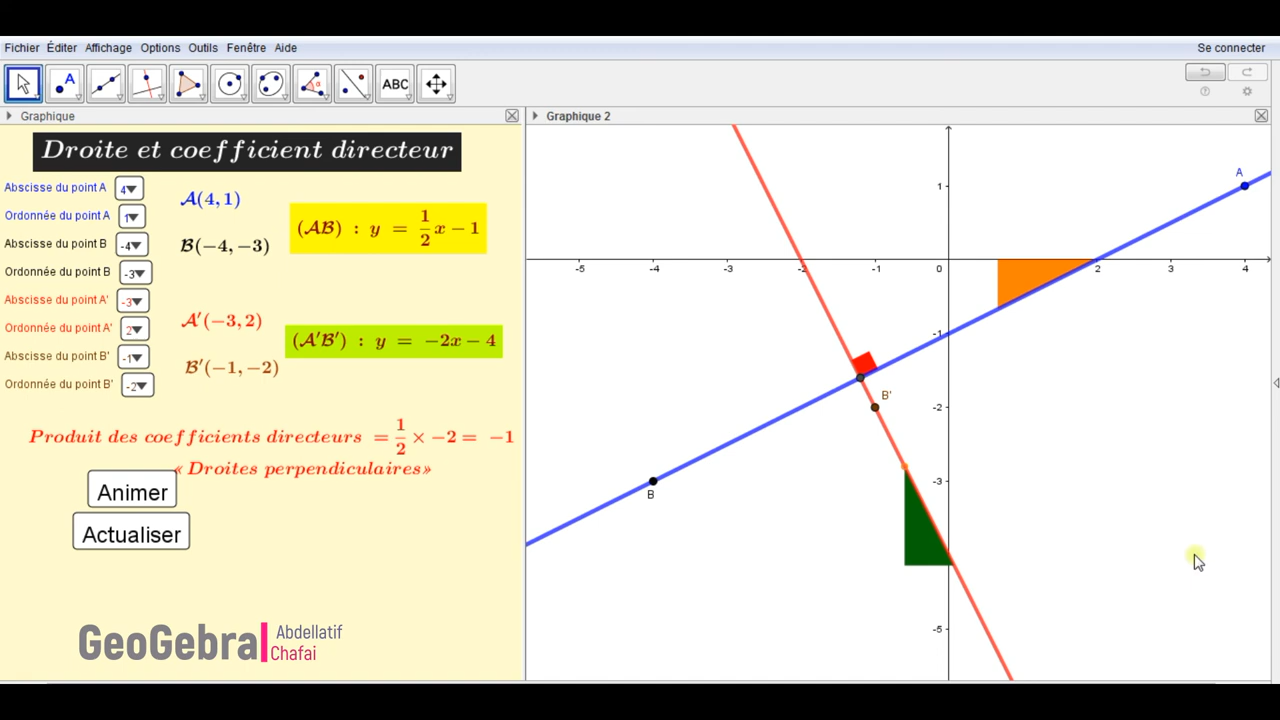 Fichier Éditer Affichage Options Outils Fenêtre Aide Se connecter
A ABC
Graphique
Graphique 2
Droite et coefficient directeur
Abscisse du point A 4
Ordonnée du point A 1
Abscisse du point B -4
Ordonnée du point B -3
Abscisse du point A' -3
Ordonnée du point A' 2
Abscisse du point B' -1
Ordonnée du point B' -2
A(4, 1)
B(−4, −3)
(AB) : y = 1/2 x − 1
A′(−3, 2)
B′(−1, −2)
(A′B′) : y = −2x − 4
Produit des coefficients directeurs = 1/2 × −2 = −1
« Droites perpendiculaires»
Animer
Actualiser
GeoGebra
Abdellatif
Chafai
A
1
-5 -4 -3 -2 -1 0 2 3 4
-1
B'
-2
-3
B
-5